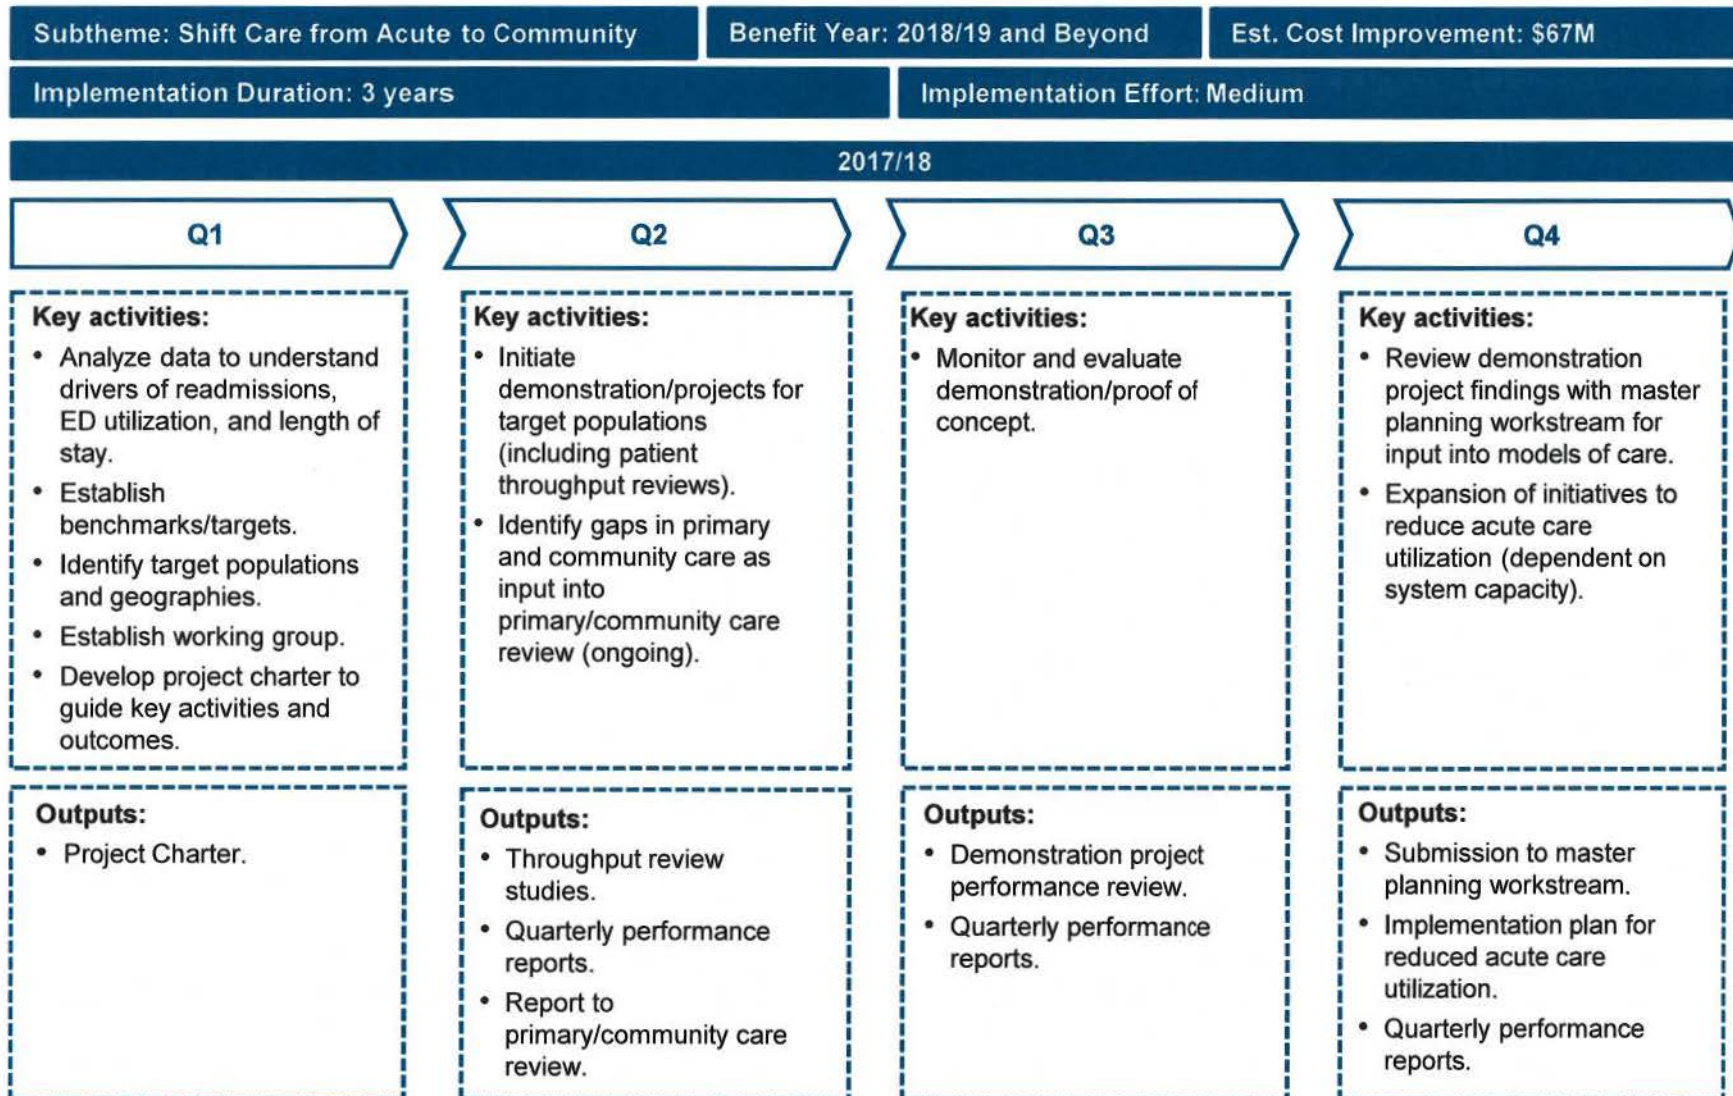 Subtheme: Shift Care from Acute to Community
Benefit Year: 2018/19 and Beyond
Est. Cost Improvement: $67M
Implementation Duration: 3 years
Implementation Effort: Medium
2017/18
Q1
Q2
Q3
Q4
Key activities:
• Analyze data to understand
drivers of readmissions,
ED utilization, and length of
stay.
• Establish
benchmarks/targets.
• Identify target populations
and geographies.
• Establish working group.
• Develop project charter to
guide key activities and
outcomes.
Key activities:
• Initiate
demonstration/projects for
target populations
(including patient
throughput reviews).
• Identify gaps in primary
and community care as
input into
primary/community care
review (ongoing).
Key activities:
• Monitor and evaluate
demonstration/proof of
concept.
Key activities:
• Review demonstration
project findings with master
planning workstream for
input into models of care.
• Expansion of initiatives to
reduce acute care
utilization (dependent on
system capacity).
Outputs:
• Project Charter.
Outputs:
• Throughput review
studies.
• Quarterly performance
reports.
• Report to
primary/community care
review.
Outputs:
• Demonstration project
performance review.
• Quarterly performance
reports.
Outputs:
• Submission to master
planning workstream.
• Implementation plan for
reduced acute care
utilization.
• Quarterly performance
reports.